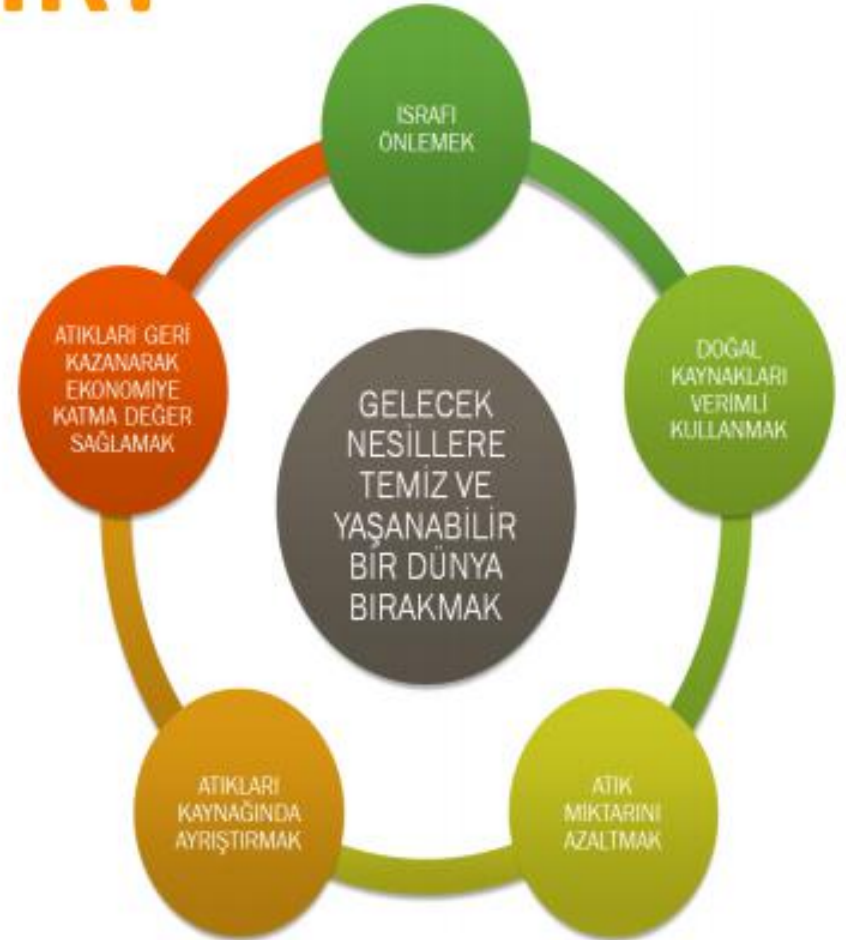 İSRAFI
ÖNLEMEK
DOĞAL
KAYNAKLARI
VERİMLİ
KULLANMAK
ATIK
MİKTARINI
AZALTMAK
ATIKLARI
KAYNAĞINDA
AYRIŞTIRMAK
ATIKLARI GERİ
KAZANARAK
EKONOMİYE
KATMA DEĞER
SAĞLAMAK
GELECEK
NESİLLERE
TEMİZ VE
YAŞANABİLİR
BİR DÜNYA
BIRAKMAK